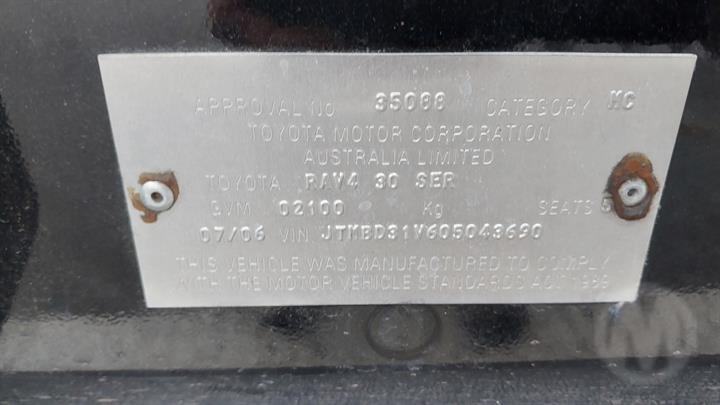 APPROVAL No 35088 CATEGORY MC
TOYOTA MOTOR CORPORATION
AUSTRALIA LIMITED
TOYOTA RAV4 30 SER
GVM 02100 Kg SEATS 5
07/06 VIN JTMBD31V605043690
THIS VEHICLE WAS MANUFACTURED TO COMPLY
WITH THE MOTOR VEHICLE STANDARDS ACT 1989
M